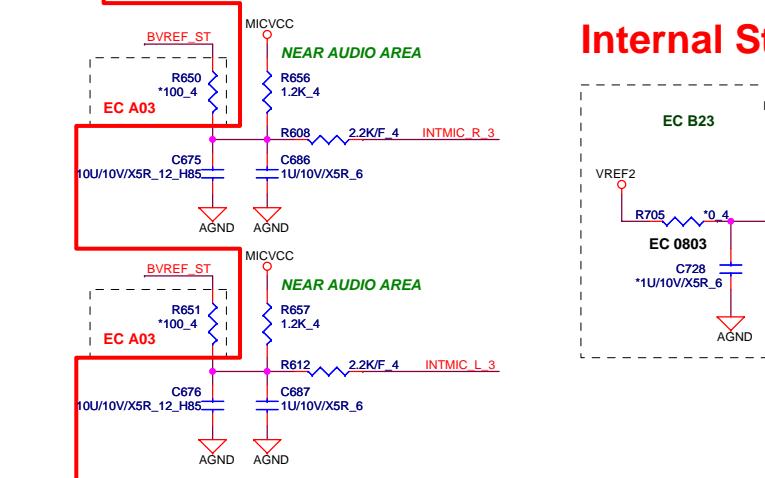 MICVCC
BVREF_ST
NEAR AUDIO AREA
R650
*100_4
R656
1.2K_4
EC A03
R608
2.2K/F_4
INTMIC_R_3
C675
10U/10V/X5R_12_H85
C686
1U/10V/X5R_6
AGND
AGND
MICVCC
BVREF_ST
NEAR AUDIO AREA
R651
*100_4
R657
1.2K_4
EC A03
R612
2.2K/F_4
INTMIC_L_3
C676
10U/10V/X5R_12_H85
C687
1U/10V/X5R_6
AGND
AGND
Internal St
EC B23
VREF2
R705
*0_4
EC 0803
C728
*1U/10V/X5R_6
AGND